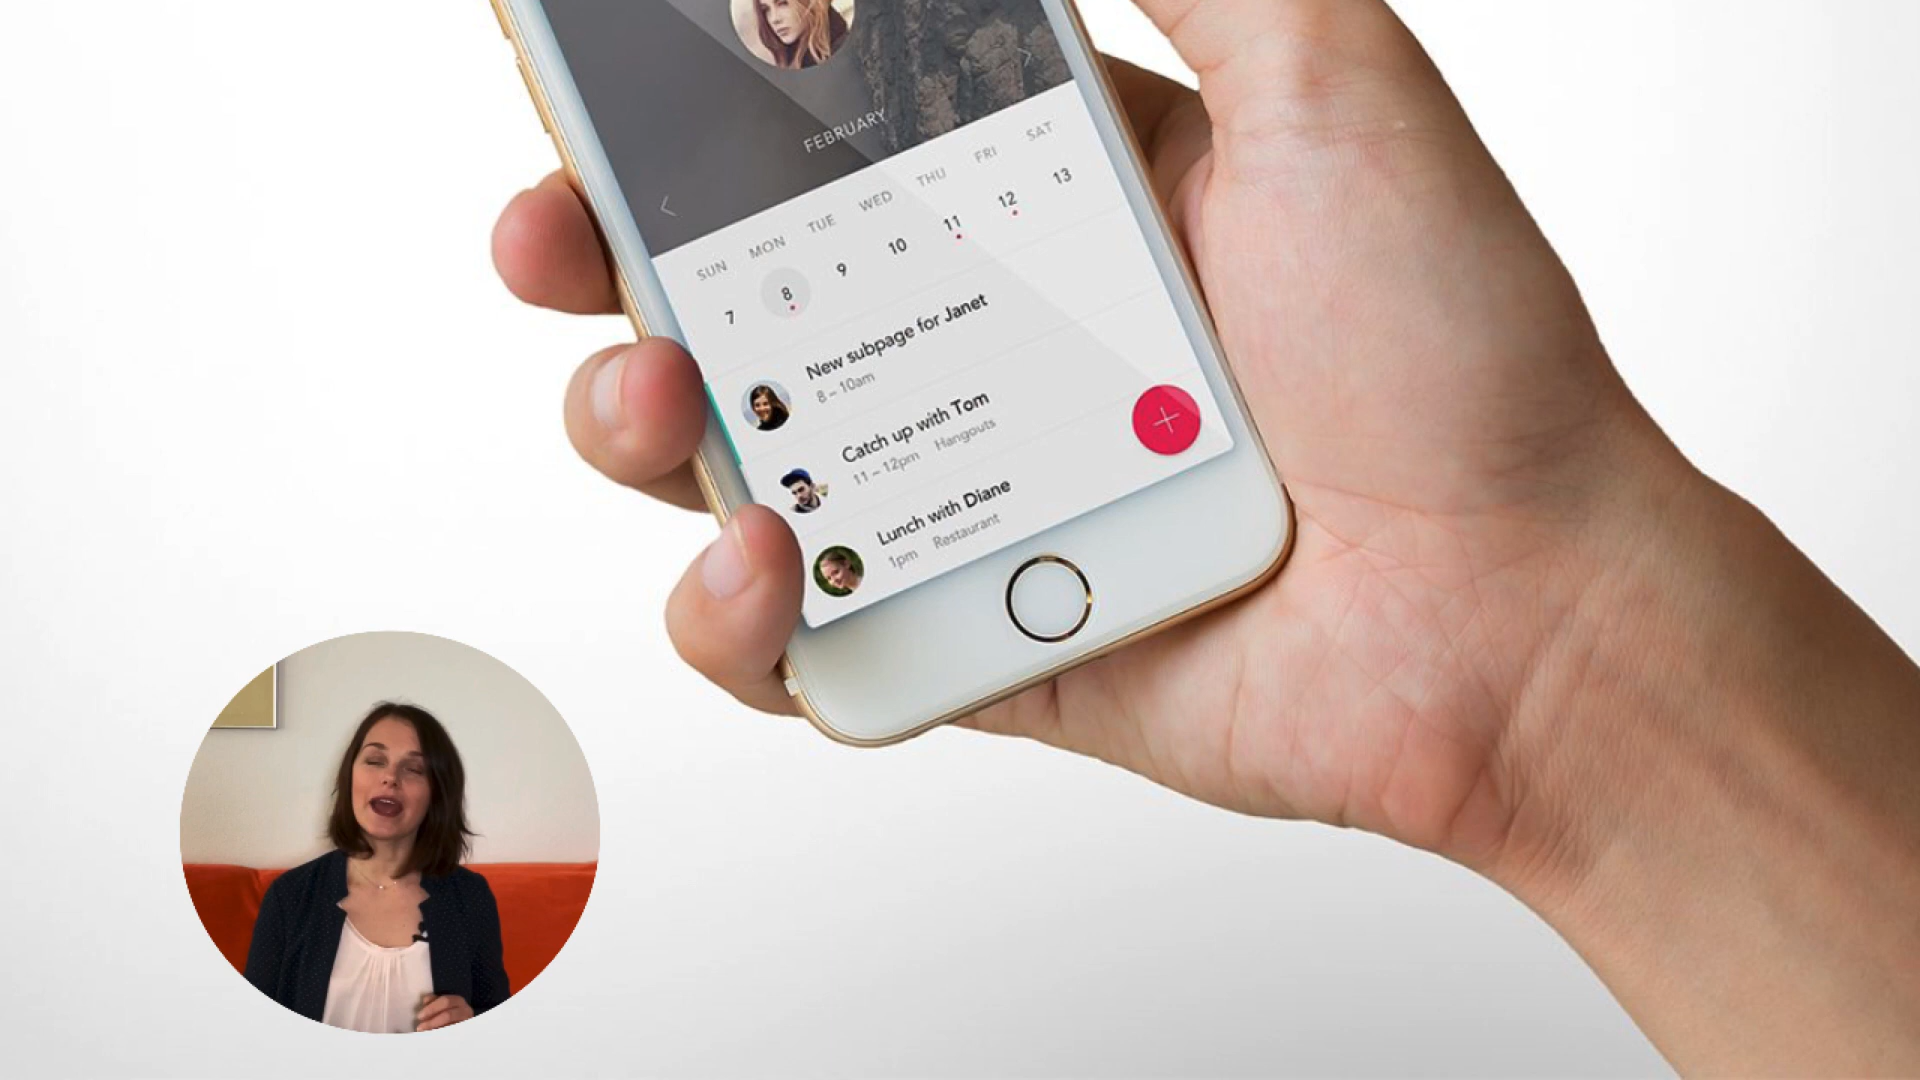 FEBRUARY
SUN MON TUE WED THU FRI SAT
7 8 9 10 11 12 13
New subpage for Janet
8 – 10am
Catch up with Tom
11 – 12pm Hangouts
Lunch with Diane
1pm Restaurant